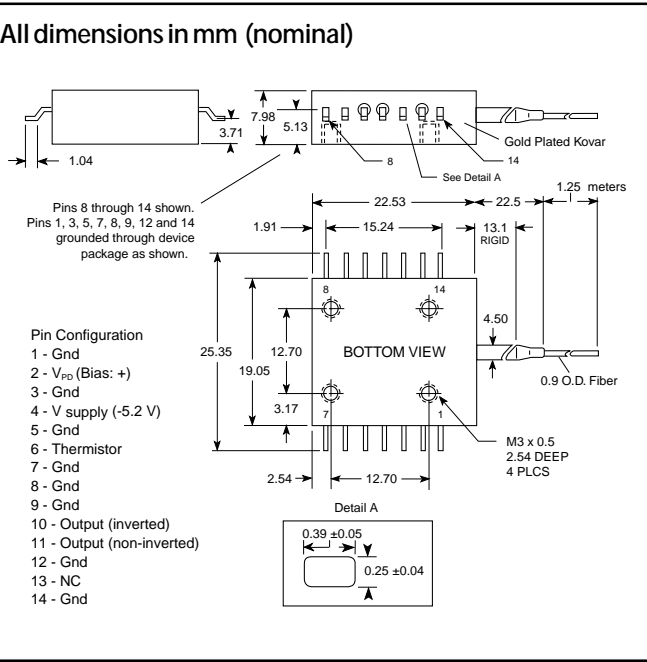 All dimensions in mm (nominal)
3.71
1.04
7.98
5.13
8
14
Gold Plated Kovar
See Detail A
Pins 8 through 14 shown.
Pins 1, 3, 5, 7, 8, 9, 12 and 14
grounded through device
package as shown.
22.53
22.5
1.25 meters
1.91
15.24
13.1
RIGID
8
14
4.50
25.35
12.70
BOTTOM VIEW
19.05
0.9 O.D. Fiber
3.17
7
1
M3 x 0.5
2.54 DEEP
4 PLCS
2.54
12.70
Pin Configuration
1 - Gnd
2 - VPD (Bias: +)
3 - Gnd
4 - V supply (-5.2 V)
5 - Gnd
6 - Thermistor
7 - Gnd
8 - Gnd
9 - Gnd
10 - Output (inverted)
11 - Output (non-inverted)
12 - Gnd
13 - NC
14 - Gnd
Detail A
0.39 ±0.05
0.25 ±0.04